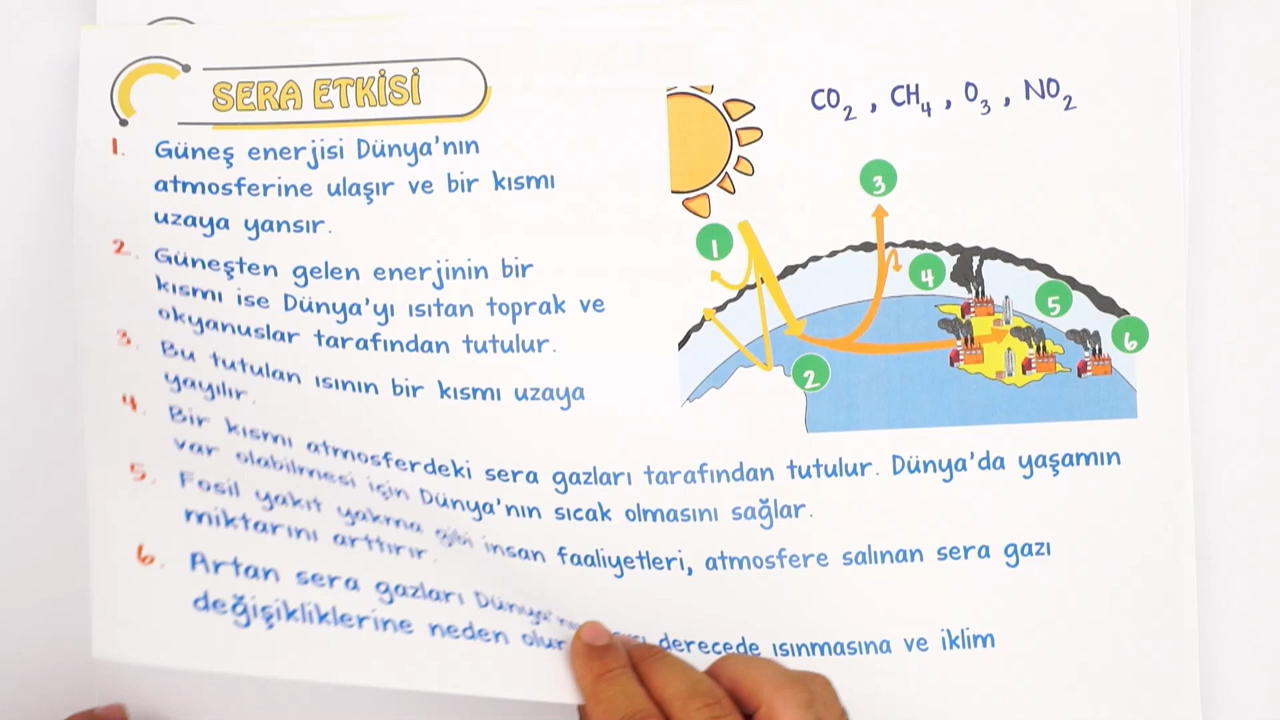 SERA ETKİSİ
CO2, CH4, O3, NO2
1. Güneş enerjisi Dünya'nın
atmosferine ulaşır ve bir kısmı
uzaya yansır.
2. Güneşten gelen enerjinin bir
kısmı ise Dünya'yı ısıtan toprak ve
okyanuslar tarafından tutulur.
3. Bu tutulan ısının bir kısmı uzaya
yayılır.
4. Bir kısmı atmosferdeki sera gazları tarafından tutulur. Dünya'da yaşamın
var olabilmesi için Dünya'nın sıcak olmasını sağlar.
5. Fosil yakıt yakma gibi insan faaliyetleri, atmosfere salınan sera gazı
miktarını arttırır.
6. Artan sera gazları derecede ısınmasına ve iklim
değişikliklerine neden olur
1
2
3
4
5
6